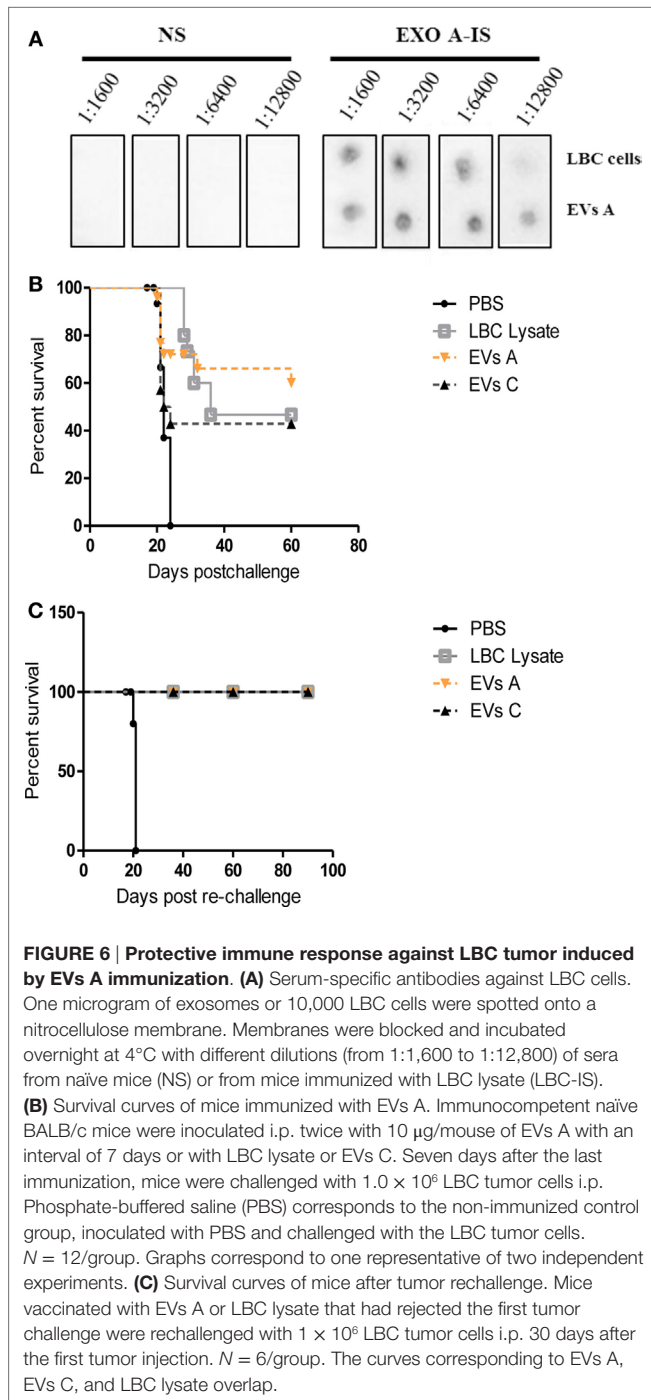 A
NS
EXO A-IS
1:1600
1:3200
1:6400
1:12800
1:1600
1:3200
1:6400
1:12800
LBC cells
EVs A
B
Percent survival
100
80
60
40
20
0
0
20
40
60
80
Days postchallenge
PBS
LBC Lysate
EVs A
EVs C
C
Percent survival
150
100
50
0
0
20
40
60
80
100
Days post re-challenge
PBS
LBC Lysate
EVs A
EVs C
FIGURE 6 | Protective immune response against LBC tumor induced
by EVs A immunization. (A) Serum-specific antibodies against LBC cells.
One microgram of exosomes or 10,000 LBC cells were spotted onto a
nitrocellulose membrane. Membranes were blocked and incubated
overnight at 4°C with different dilutions (from 1:1,600 to 1:12,800) of sera
from naïve mice (NS) or from mice immunized with LBC lysate (LBC-IS).
(B) Survival curves of mice immunized with EVs A. Immunocompetent naïve
BALB/c mice were inoculated i.p. twice with 10 μg/mouse of EVs A with an
interval of 7 days or with LBC lysate or EVs C. Seven days after the last
immunization, mice were challenged with 1.0 × 10⁶ LBC tumor cells i.p.
Phosphate-buffered saline (PBS) corresponds to the non-immunized control
group, inoculated with PBS and challenged with the LBC tumor cells.
N = 12/group. Graphs correspond to one representative of two independent
experiments. (C) Survival curves of mice after tumor rechallenge. Mice
vaccinated with EVs A or LBC lysate that had rejected the first tumor
challenge were rechallenged with 1 × 10⁶ LBC tumor cells i.p. 30 days after
the first tumor injection. N = 6/group. The curves corresponding to EVs A,
EVs C, and LBC lysate overlap.